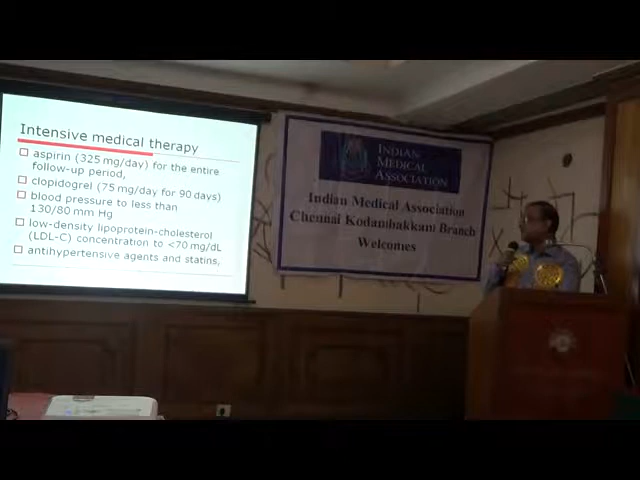 Intensive medical therapy
aspirin (325 mg/day) for the entire
follow-up period,
clopidogrel (75 mg/day for 90 days)
blood pressure to less than
130/80 mm Hg
low-density lipoprotein-cholesterol
(LDL-C) concentration to <70 mg/dL
antihypertensive agents and statins,
INDIAN
MEDICAL
ASSOCIATION
Indian Medical Association
Chennai Kodambakkam Branch
Welcomes